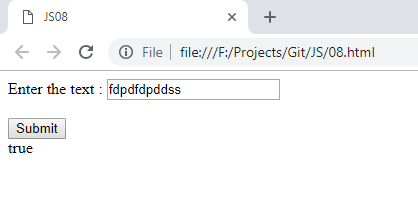 JS08
File file:///F:/Projects/Git/JS/08.html
Enter the text : fdpdfdpddss
Submit
true